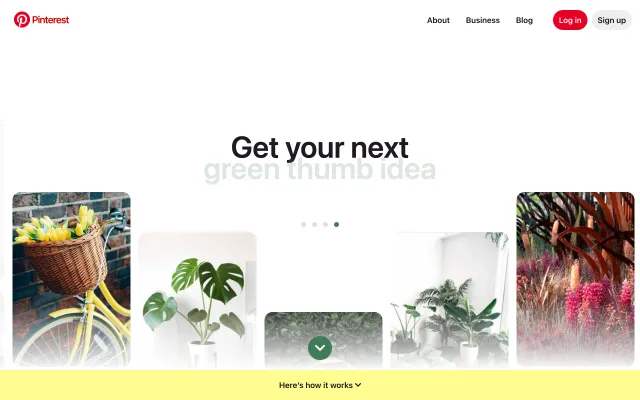 Pinterest
About
Business
Blog
Log in
Sign up
Get your next
green thumb idea
Here's how it works